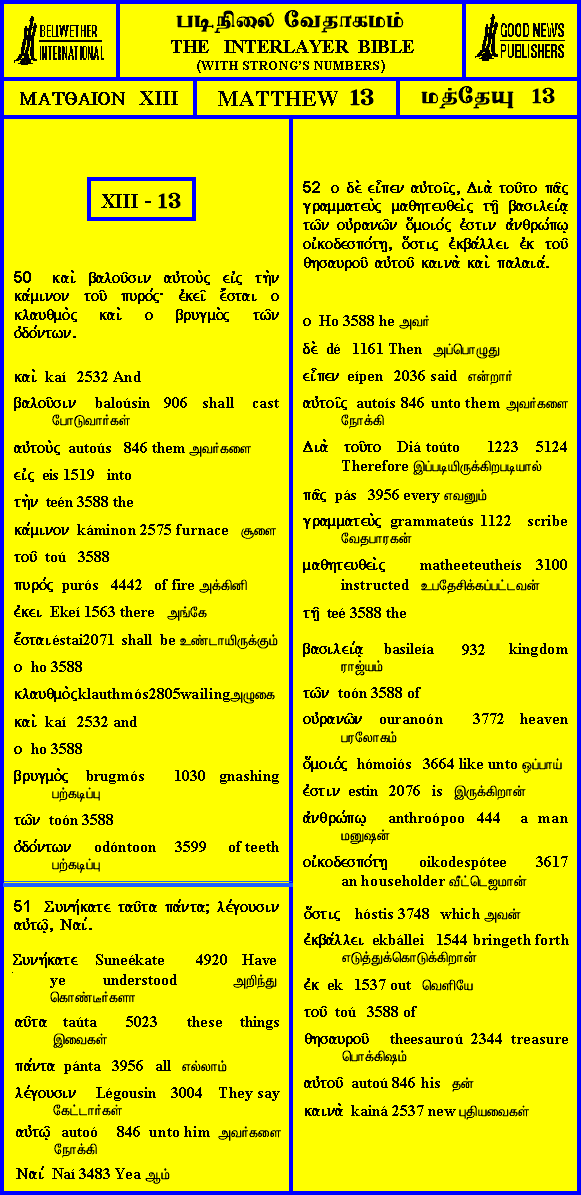 BELLWETHER
INTERNATIONAL
படிநிலை வேதாகமம்
THE INTERLAYER BIBLE
(WITH STRONG'S NUMBERS)
GOOD NEWS
PUBLISHERS
ΜΑΤΘΑΙΟΝ XIII
MATTHEW 13
மத்தேயு 13
XIII - 13
50 καὶ βαλοῦσιν αὐτοὺς εἰς τὴν
κάμινον τοῦ πυρός· ἐκεῖ ἔσται ο
κλαυθμὸς καὶ ο βρυγμὸς τῶν
ὀδόντων.
καὶ kaí 2532 And
βαλοῦσιν baloúsin 906 shall cast
போடுவார்கள்
αὐτοὺς autoús 846 them அவர்களை
εἰς eis 1519 into
τὴν teén 3588 the
κάμινον káminon 2575 furnace சூளை
τοῦ toú 3588
πυρός purós 4442 of fire அக்கினி
ἐκει Ekeí 1563 there அங்கே
ἔσται éstai2071 shall be உண்டாயிருக்கும்
ο ho 3588
κλαυθμὸς klauthmós2805wailing அழுகை
καὶ kaí 2532 and
ο ho 3588
βρυγμὸς brugmós 1030 gnashing
பற்கடிப்பு
τῶν toón 3588
ὀδόντων odóntoon 3599 of teeth
பற்கடிப்பு
51 Συνήκατε ταῦτα πάντα; λέγουσιν
αὐτῷ, Ναί.
Συνήκατε Suneékate 4920 Have
ye understood அறிந்து
கொண்டீர்களா
αῦτα taúta 5023 these things
இவைகள்
πάντα pánta 3956 all எல்லாம்
λέγουσιν Légousin 3004 They say
கேட்டார்கள்
αὐτῷ autoó 846 unto him அவர்களை
நோக்கி
Ναί Naí 3483 Yea ஆம்
52 ο δὲ εἶπεν αὐτοῖς, Διὰ τοῦτο πᾶς
γραμματεὺς μαθητευθεὶς τῇ βασιλείᾳ
τῶν οὐρανῶν ὅμοιός ἐστιν ἀνθρώπῳ
οἰκοδεσπότῃ, ὅστις ἐκβάλλει ἐκ τοῦ
θησαυροῦ αὐτοῦ καινὰ καὶ παλαιά.
ο Ho 3588 he அவர்
δὲ dé 1161 Then அப்பொழுது
εἶπεν eípen 2036 said என்றார்
αὐτοῖς autoís 846 unto them அவர்களை
நோக்கி
Διὰ τοῦτο Diá toúto 1223 5124
Therefore இப்படியிருக்கிறபடியால்
πᾶς pás 3956 every எவனும்
γραμματεὺς grammateús 1122 scribe
வேதபாரகன்
μαθητευθεὶς matheeteutheís 3100
instructed உபதேசிக்கப்பட்டவன்
τῇ teé 3588 the
βασιλείᾳ basileía 932 kingdom
ராஜ்யம்
τῶν toón 3588 of
οὐρανῶν ouranoón 3772 heaven
பரலோகம்
ὅμοιός hómoiós 3664 like unto ஒப்பாய்
ἐστιν estin 2076 is இருக்கிறான்
ἀνθρώπῳ anthroópoo 444 a man
மனுஷன்
οἰκοδεσπότῃ oikodespótee 3617
an householder வீட்டெஜமான்
ὅστις hóstis 3748 which அவன்
ἐκβάλλει ekbállei 1544 bringeth forth
எடுத்துக்கொடுக்கிறான்
ἐκ ek 1537 out வெளியே
τοῦ toú 3588 of
θησαυροῦ theesauroú 2344 treasure
பொக்கிஷம்
αὐτοῦ autoú 846 his தன்
καινὰ kainá 2537 new புதியவைகள்